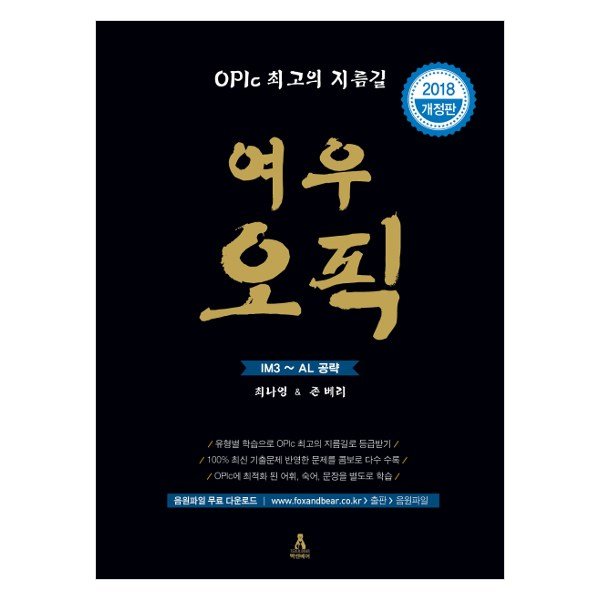 OPIc 최고의 지름길
2018
개정판
여우
오픽
IM3 ~ AL 공략
최나영 & 존 베리
/ 유형별 학습으로 OPIc 최고의 지름길로 등급받기 /
/ 100% 최신 기출문제 반영한 문제를 콤보로 다수 수록 /
/ OPIc에 최적화 된 어휘, 숙어, 문장을 별도로 학습 /
음원파일 무료 다운로드 | www.foxandbear.co.kr > 출판 > 음원파일